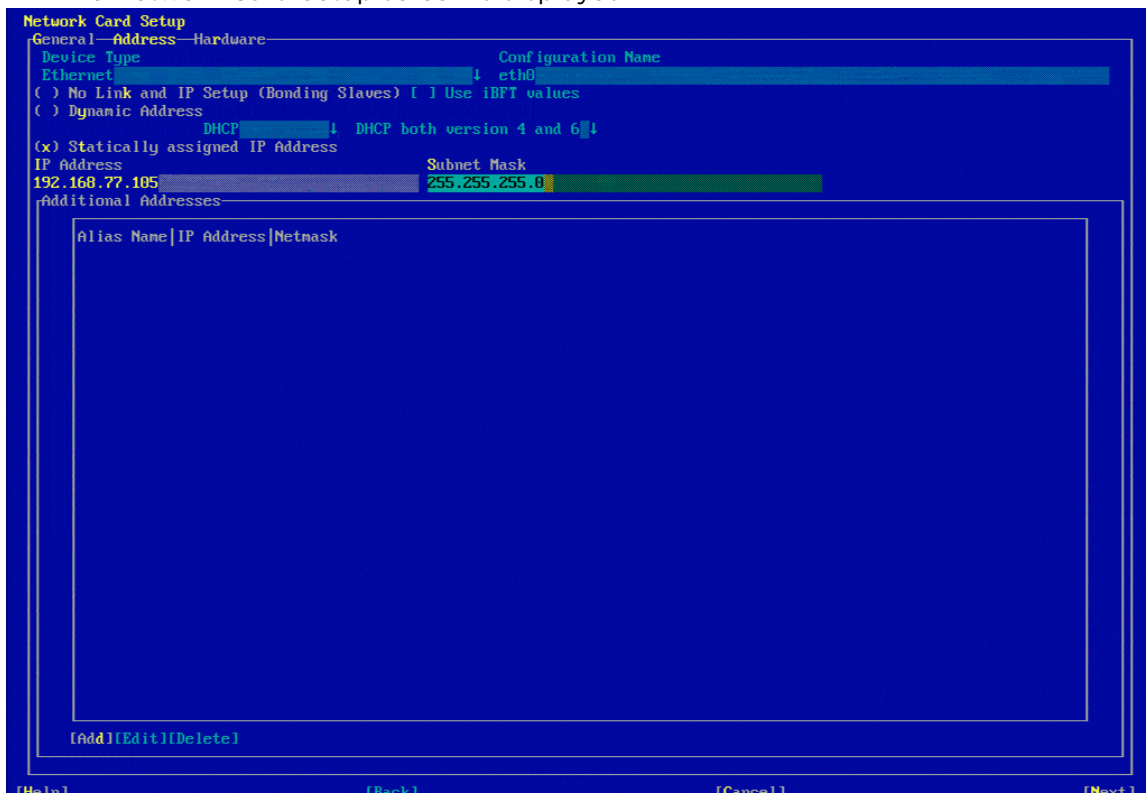 Network Card Setup
General—Address—Hardware
Device Type Configuration Name
Ethernet ↓ eth0
( ) No Link and IP Setup (Bonding Slaves) [ ] Use iBFT values
( ) Dynamic Address
DHCP ↓ DHCP both version 4 and 6 ↓
(x) Statically assigned IP Address
IP Address Subnet Mask
192.168.77.105 255.255.255.0
Additional Addresses
Alias Name|IP Address|Netmask
[Add][Edit][Delete]
[Help] [Back] [Cancel] [Next]